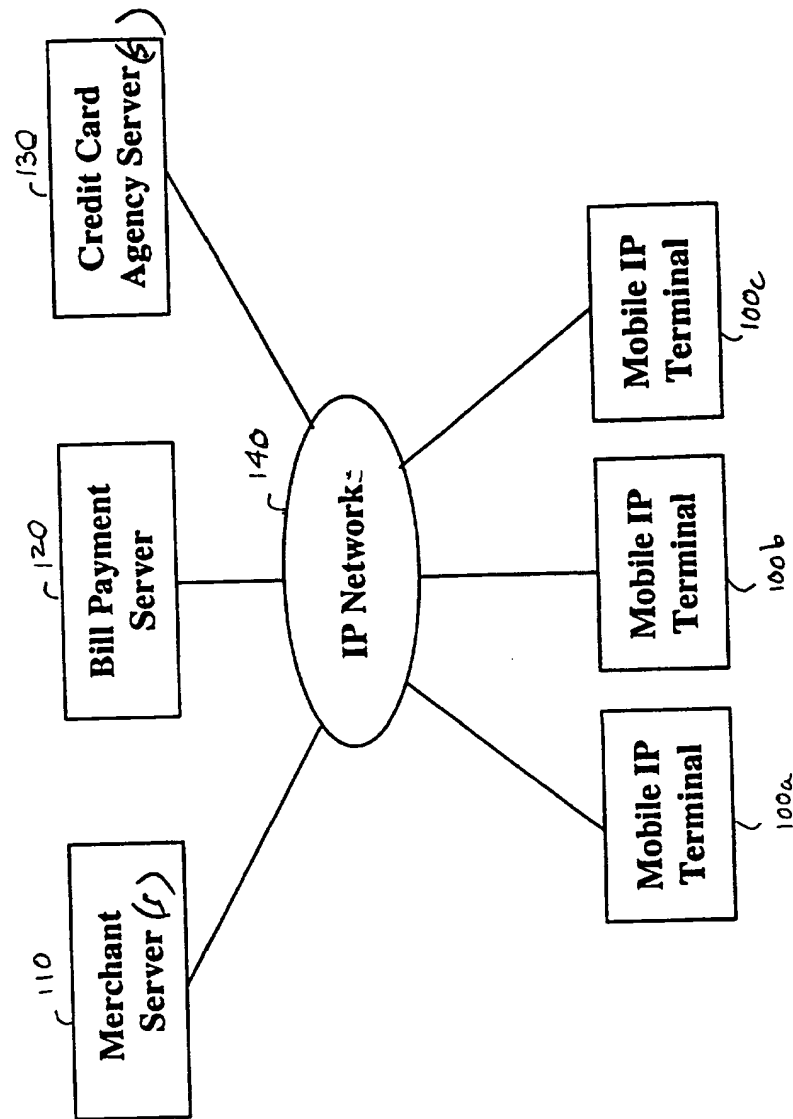 110
Merchant
Server (s)
120
Bill Payment
Server
130
Credit Card
Agency Server(s)
140
IP Networks
Mobile IP
Terminal
100a
Mobile IP
Terminal
100b
Mobile IP
Terminal
100c